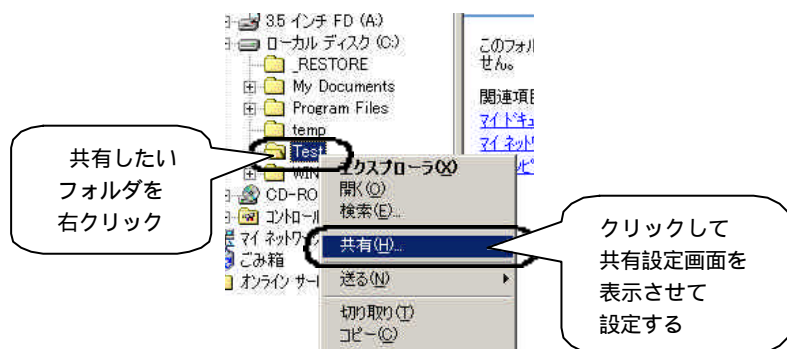 3.5 インチ FD (A:)
ローカル ディスク (C:)
_RESTORE
My Documents
Program Files
temp
Test
WIN
CD-RO
コントロール
マイ ネットワーク
ごみ箱
オンライン サー
このフォル
せん。
関連項目
マイ ドキュ
マイ ネットワ
エクスプローラ(X)
開く(O)
検索(E)...
共有(H)...
送る(N)
切り取り(T)
コピー(C)
共有したい
フォルダを
右クリック
クリックして
共有設定画面を
表示させて
設定する